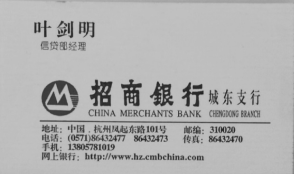 叶剑明
信贷部经理
招商银行 城东支行
CHINA MERCHANTS BANK CHENGDONG BRANCH
地址：中国．杭州凤起东路101号 邮编：310020
电话：(0571)86432477 86432473 传真：86432470
手机：13805781019
网上银行：http://www.hz.cmbchina.com